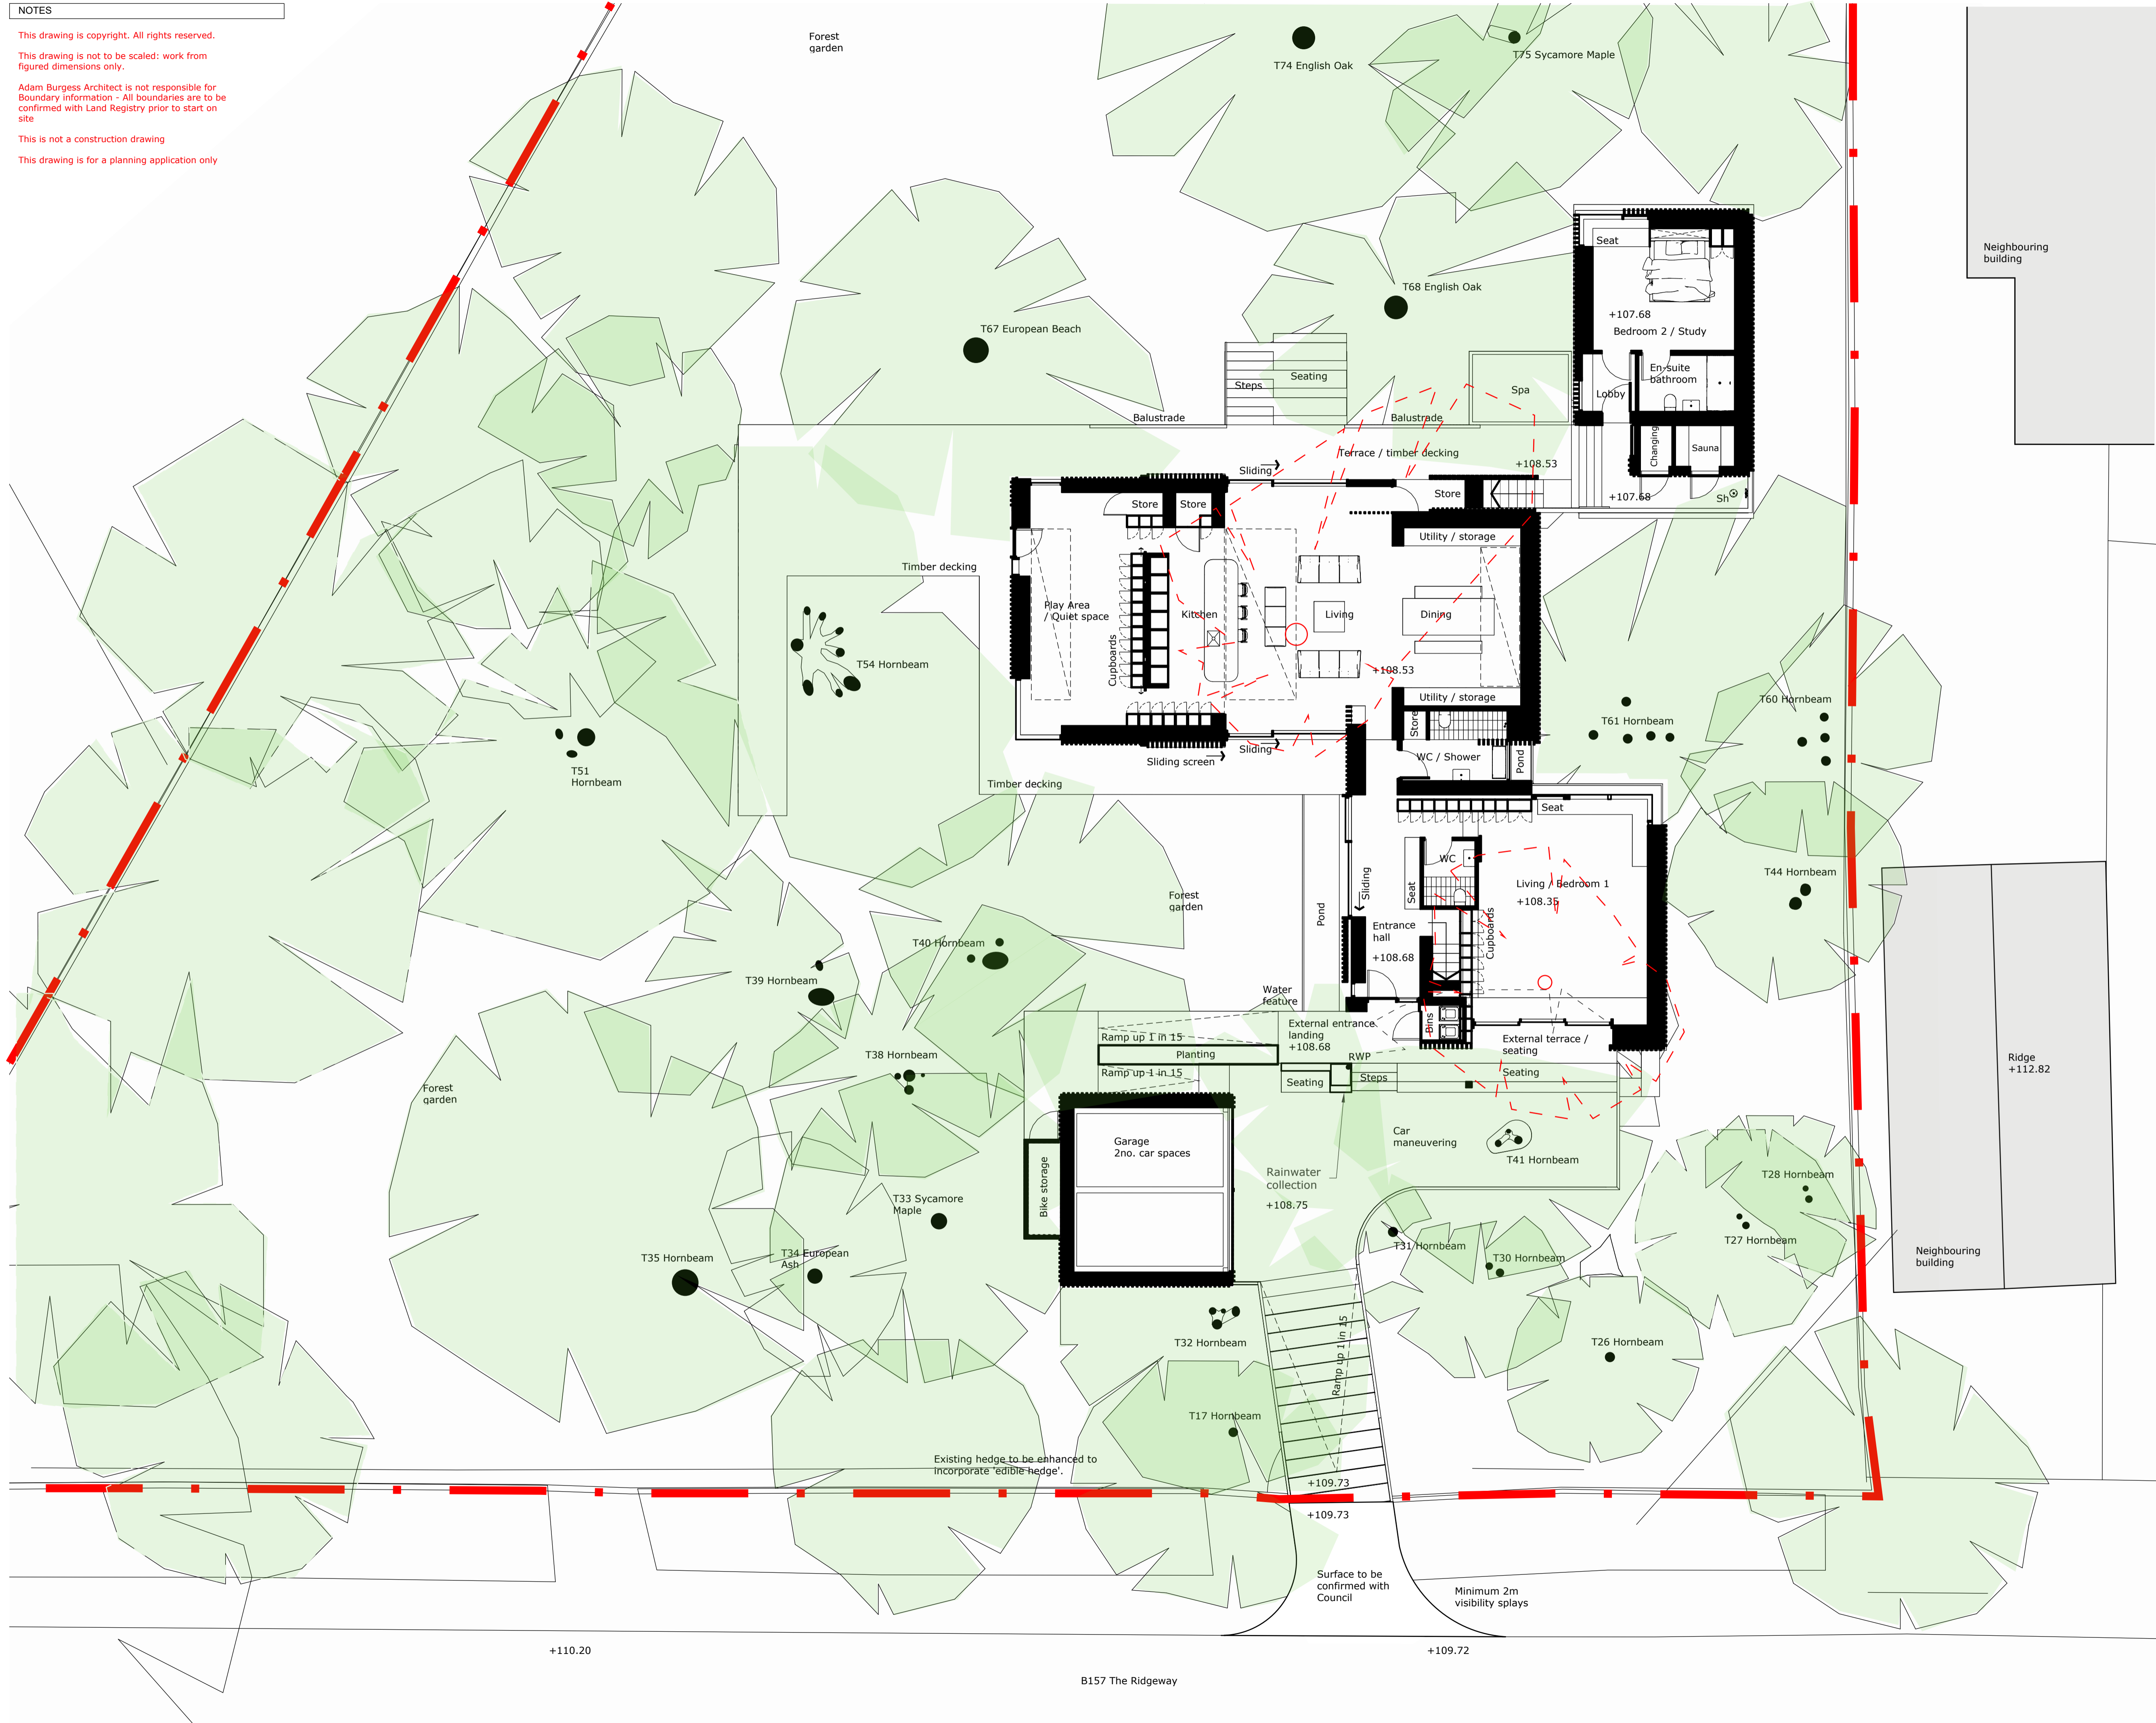 NOTES
This drawing is copyright. All rights reserved.
This drawing is not to be scaled: work from
figured dimensions only.
Adam Burgess Architect is not responsible for
Boundary information - All boundaries are to be
confirmed with Land Registry prior to start on
site
This is not a construction drawing
This drawing is for a planning application only
Forest
garden
T74 English Oak
T75 Sycamore Maple
Neighbouring
building
Seat
+107.68
Bedroom 2 / Study
En-suite
bathroom
Lobby
Changing
Sauna
Sh
+107.68
T68 English Oak
T67 European Beach
Steps
Seating
Spa
Balustrade
Balustrade
Terrace / timber decking
+108.53
Sliding
Store
Store
Store
Utility / storage
Timber decking
Play Area
/ Quiet space
Cupboards
Kitchen
Living
Dining
+108.53
Utility / storage
Store
WC / Shower
Pond
Sliding
Sliding screen
Timber decking
T54 Hornbeam
T51
Hornbeam
T60 Hornbeam
T61 Hornbeam
Seat
WC
Seat
Sliding
Living / Bedroom 1
+108.35
Cupboards
T44 Hornbeam
Forest
garden
Pond
Entrance
hall
+108.68
T40 Hornbeam
T39 Hornbeam
Water
feature
External entrance
landing
+108.68
Bins
External terrace /
seating
Ramp up 1 in 15
Planting
Ramp up 1 in 15
RWP
Seating
Steps
Seating
T38 Hornbeam
Forest
garden
Ridge
+112.82
Garage
2no. car spaces
Bike storage
Car
maneuvering
T41 Hornbeam
Rainwater
collection
+108.75
T28 Hornbeam
T27 Hornbeam
T33 Sycamore
Maple
T35 Hornbeam
T34 European
Ash
T31 Hornbeam
T30 Hornbeam
Neighbouring
building
T32 Hornbeam
Ramp up 1 in 15
T26 Hornbeam
T17 Hornbeam
Existing hedge to be enhanced to
incorporate 'edible hedge'.
+109.73
+109.73
Surface to be
confirmed with
Council
Minimum 2m
visibility splays
+110.20
+109.72
B157 The Ridgeway